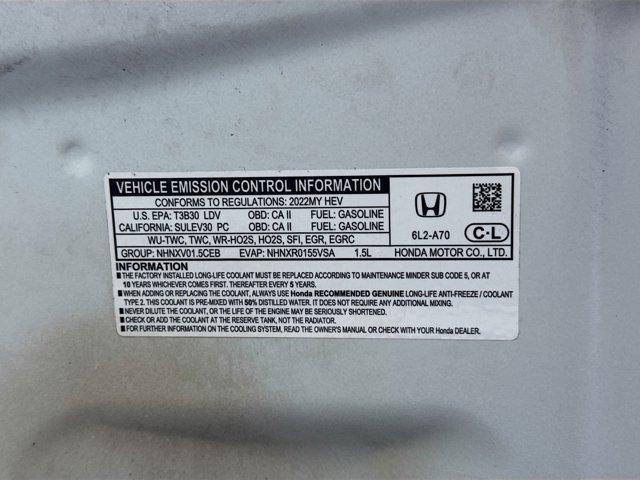 VEHICLE EMISSION CONTROL INFORMATION
CONFORMS TO REGULATIONS: 2022MY HEV
U.S. EPA: T3B30 LDV OBD: CA II FUEL: GASOLINE
CALIFORNIA: SULEV30 PC OBD: CA II FUEL: GASOLINE
WU-TWC, TWC, WR-HO2S, HO2S, SFI, EGR, EGRC
GROUP: NHNXV01.5CEB EVAP: NHNXR0155VSA 1.5L
6L2-A70 C-L
HONDA MOTOR CO., LTD.
INFORMATION
■ THE FACTORY INSTALLED LONG-LIFE COOLANT MUST BE REPLACED ACCORDING TO MAINTENANCE MINDER SUB CODE 5, OR AT
10 YEARS WHICHEVER COMES FIRST. THEREAFTER EVERY 5 YEARS.
■ WHEN ADDING OR REPLACING THE COOLANT, ALWAYS USE Honda RECOMMENDED GENUINE LONG-LIFE ANTI-FREEZE / COOLANT
TYPE 2. THIS COOLANT IS PRE-MIXED WITH 50% DISTILLED WATER. IT DOES NOT REQUIRE ANY ADDITIONAL MIXING.
■ NEVER DILUTE THE COOLANT, OR THE LIFE OF THE ENGINE MAY BE SERIOUSLY SHORTENED.
■ CHECK OR ADD THE COOLANT AT THE RESERVE TANK, NOT THE RADIATOR.
■ FOR FURTHER INFORMATION ON THE COOLING SYSTEM, READ THE OWNER'S MANUAL OR CHECK WITH YOUR Honda DEALER.